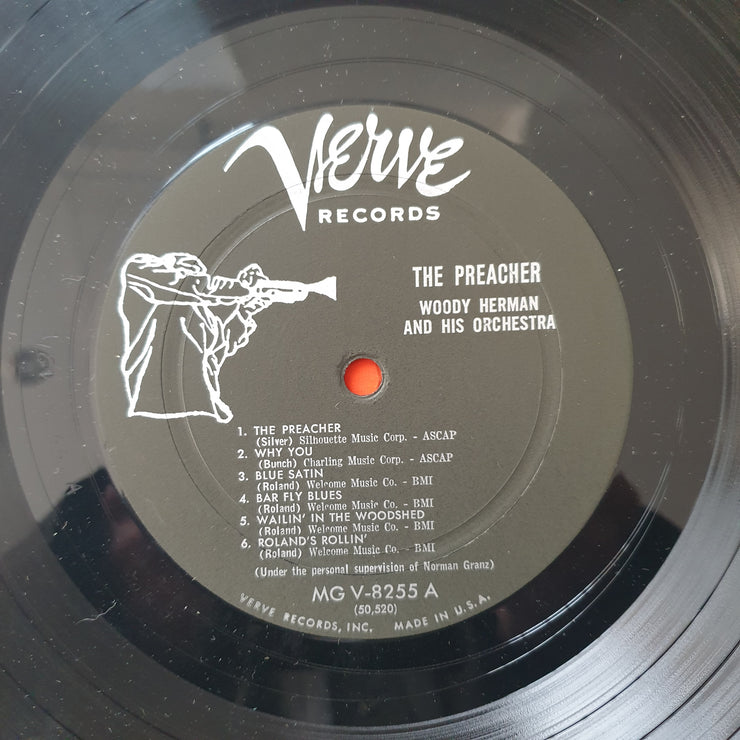 Verve
RECORDS
THE PREACHER
WOODY HERMAN
AND HIS ORCHESTRA
1. THE PREACHER
(Silver) Silhouette Music Corp. - ASCAP
2. WHY YOU
(Bunch) Charling Music Corp. - ASCAP
3. BLUE SATIN
(Roland) Welcome Music Co. - BMI
4. BAR FLY BLUES
(Roland) Welcome Music Co. - BMI
5. WAILIN' IN THE WOODSHED
(Roland) Welcome Music Co. - BMI
6. ROLAND'S ROLLIN'
(Roland) Welcome Music Co. - BMI
(Under the personal supervision of Norman Granz)
MG V-8255 A
(50,520)
VERVE RECORDS, INC. MADE IN U.S.A.